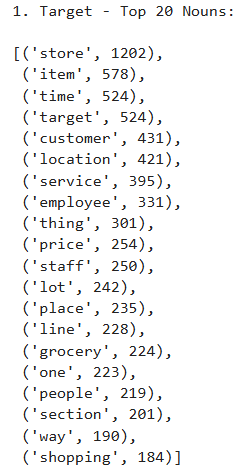 1. Target - Top 20 Nouns:
[('store', 1202),
('item', 578),
('time', 524),
('target', 524),
('customer', 431),
('location', 421),
('service', 395),
('employee', 331),
('thing', 301),
('price', 254),
('staff', 250),
('lot', 242),
('place', 235),
('line', 228),
('grocery', 224),
('one', 223),
('people', 219),
('section', 201),
('way', 190),
('shopping', 184)]